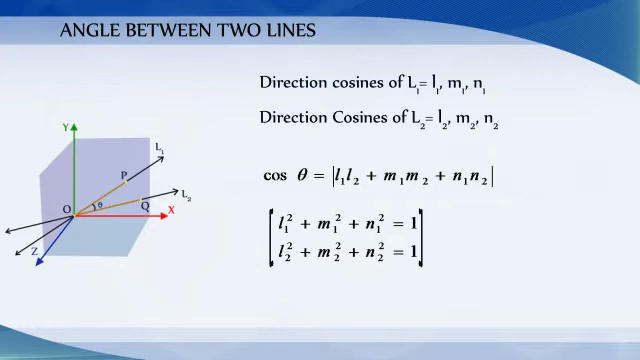 ANGLE BETWEEN TWO LINES
Direction cosines of L₁= l₁, m₁, n₁
Direction Cosines of L₂= l₂, m₂, n₂
cos θ = |l₁l₂ + m₁m₂ + n₁n₂|
l₁² + m₁² + n₁² = 1
l₂² + m₂² + n₂² = 1
Y
L₁
P
θ
L₂
O
Q
X
Z